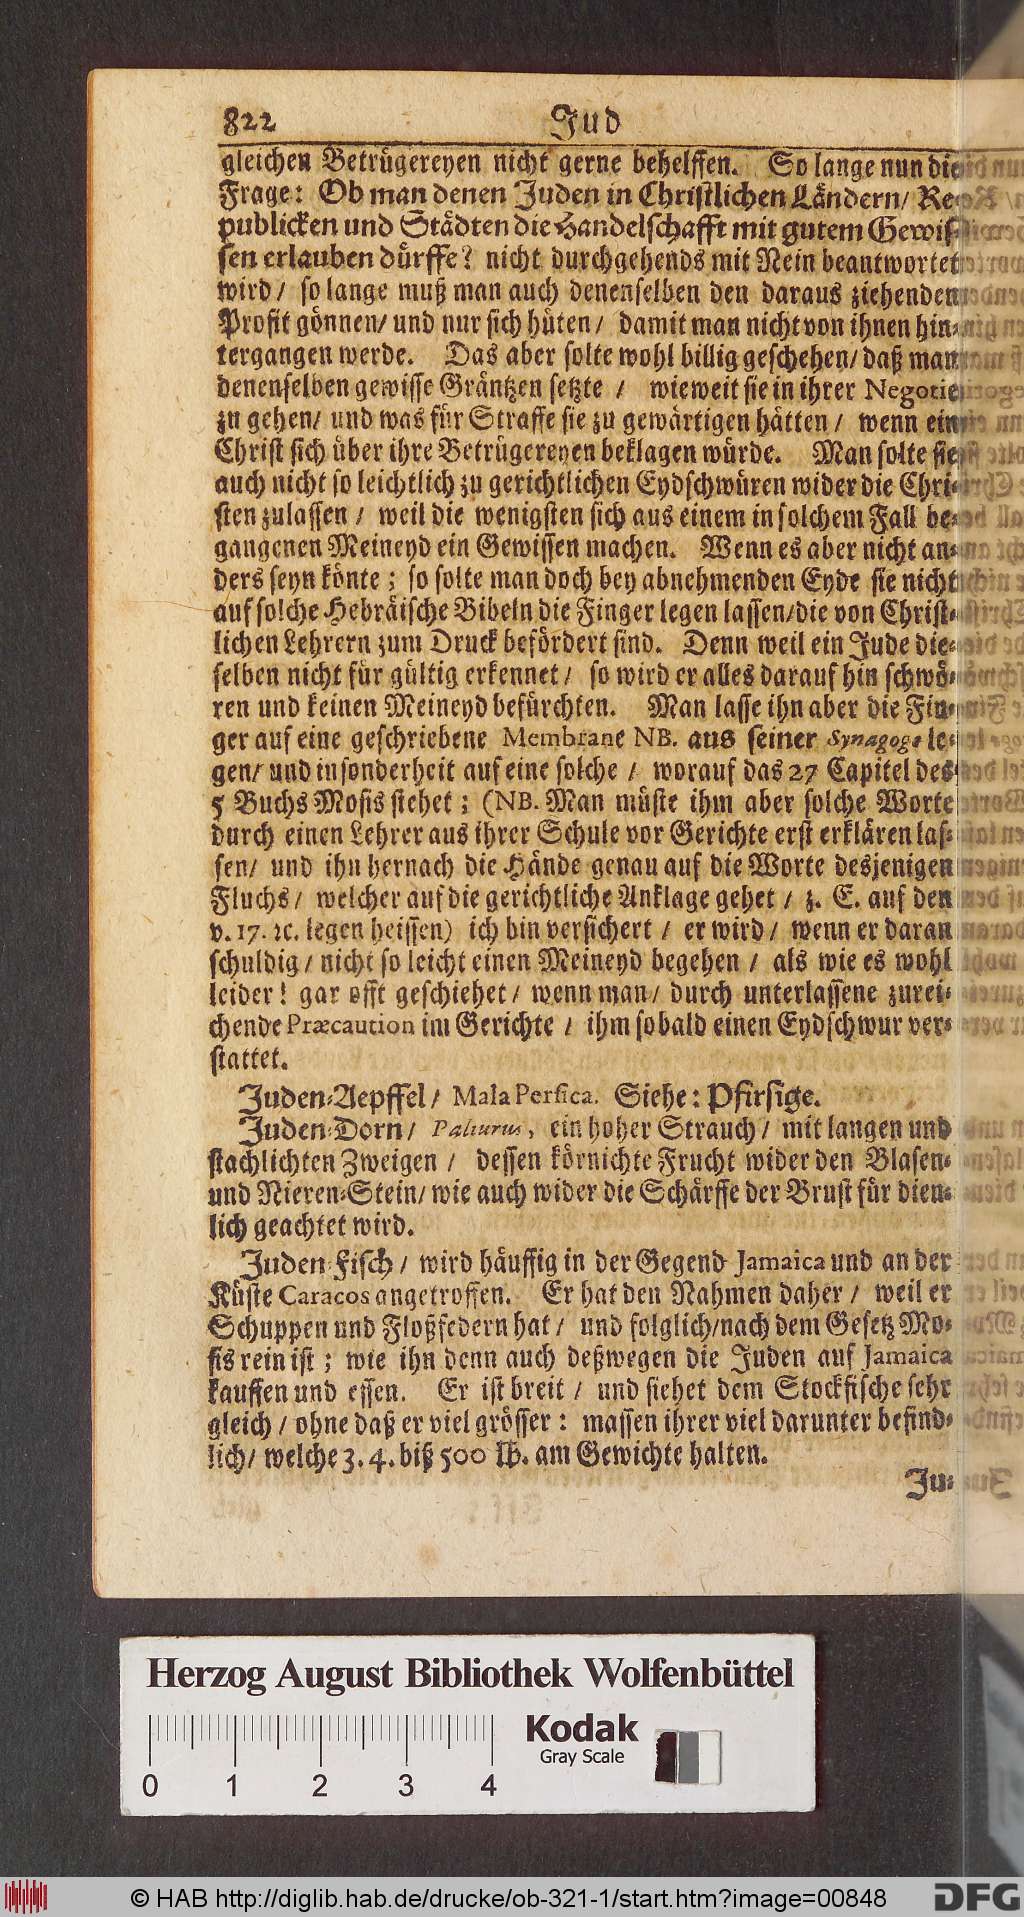 822 Jud
gleichen Betrügereyen nicht gerne behelffen. So lange nun die
Frage: Ob man denen Juden in Christlichen Ländern/ Re-
publicken und Städten die Handelschafft mit gutem Gewis-
sen erlauben dürffe? nicht durchgehends mit Nein beantwortet
wird/ so lange muß man auch denenselben den daraus ziehenden
Profit gönnen/ und nur sich hüten/ damit man nicht von ihnen hin-
tergangen werde. Das aber solte wohl billig geschehen/ daß man
denenselben gewisse Gräntzen setzte / wieweit sie in ihrer Negotie
zu gehen/ und was für Straffe sie zu gewärtigen hätten / wenn ein
Christ sich über ihre Betrügereyen beklagen würde. Man solte sie
auch nicht so leichtlich zu gerichtlichen Eydschwüren wider die Chri-
sten zulassen / weil die wenigsten sich aus einem in solchem Fall be-
gangenen Meineyd ein Gewissen machen. Wenn es aber nicht an-
ders seyn könte; so solte man doch bey abnehmenden Eyde sie nicht
auf solche Hebräische Bibeln die Finger legen lassen/die von Christ-
lichen Lehrern zum Druck befördert sind. Denn weil ein Jude die-
selben nicht für gültig erkennet / so wird er alles darauf hin schwö-
ren und keinen Meineyd befürchten. Man lasse ihn aber die Fin-
ger auf eine geschriebene Membrane NB. aus seiner Synagoge le-
gen/ und insonderheit auf eine solche / worauf das 27 Capitel des
5 Buchs Mosis stehet; (NB. Man müste ihm aber solche Worte
durch einen Lehrer aus ihrer Schule vor Gerichte erst erklären las-
sen/ und ihn hernach die Hände genau auf die Worte desjenigen
Fluchs/ welcher auf die gerichtliche Anklage gehet / z. E. auf den
v. 17. ꝛc. legen heissen) ich bin versichert / er wird / wenn er daran
schuldig / nicht so leicht einen Meineyd begehen / als wie es wohl
leider! gar offt geschiehet / wenn man/ durch unterlassene zurei-
chende Præcaution im Gerichte / ihm sobald einen Eydschwur ver-
stattet.
Juden-Aepffel/ Mala Persica. Siehe: Pfirsige.
Juden-Dorn/ Paliurus, ein hoher Strauch/ mit langen und
stachlichten Zweigen / dessen körnichte Frucht wider den Blasen-
und Nieren-Stein/ wie auch wider die Schärffe der Brust für dien-
lich geachtet wird.
Juden-Fisch / wird häuffig in der Gegend Jamaica und an der
Küste Caracos angetroffen. Er hat den Nahmen daher / weil er
Schuppen und Floßfedern hat / und folglich/nach dem Gesetz Mo-
sis rein ist; wie ihn denn auch deßwegen die Juden auf Jamaica
kauffen und essen. Er ist breit / und siehet dem Stockfische sehr
gleich / ohne daß er viel grösser: massen ihrer viel darunter befind-
lich/ welche 3. 4. biß 500 lb. am Gewichte halten.
Ju-
Herzog August Bibliothek Wolfenbüttel
Kodak
Gray Scale
0 1 2 3 4
© HAB http://diglib.hab.de/drucke/ob-321-1/start.htm?image=00848
DFG